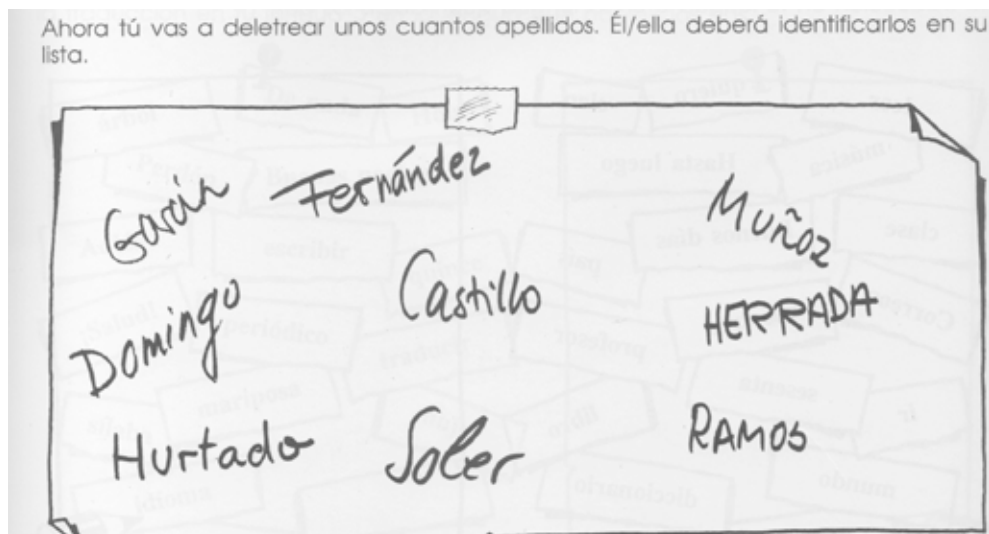 Ahora tú vas a deletrear unos cuantos apellidos. Él/ella deberá identificarlos en su
lista.
García
Fernández
Muñoz
Domingo
Castillo
HERRADA
Hurtado
Soler
RAMOS